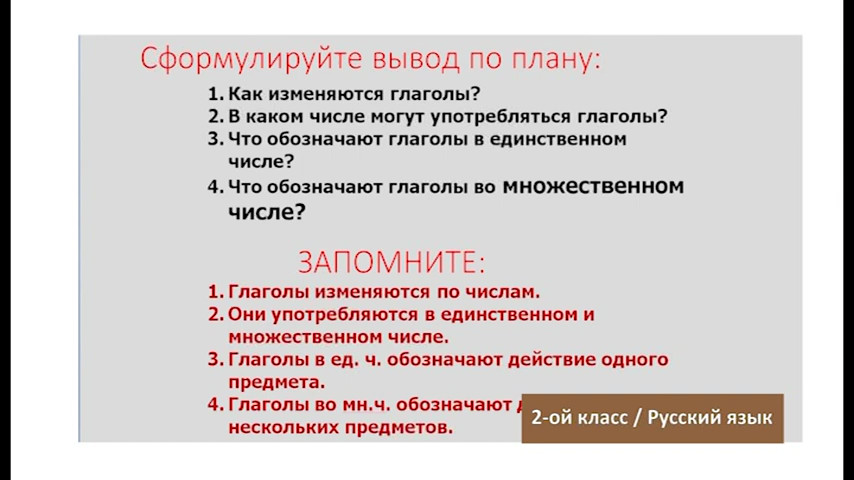 Сформулируйте вывод по плану:
1. Как изменяются глаголы?
2. В каком числе могут употребляться глаголы?
3. Что обозначают глаголы в единственном
числе?
4. Что обозначают глаголы во множественном
числе?
ЗАПОМНИТЕ:
1. Глаголы изменяются по числам.
2. Они употребляются в единственном и
множественном числе.
3. Глаголы в ед. ч. обозначают действие одного
предмета.
4. Глаголы во мн.ч. обозначают
нескольких предметов.
2-ой класс / Русский язык